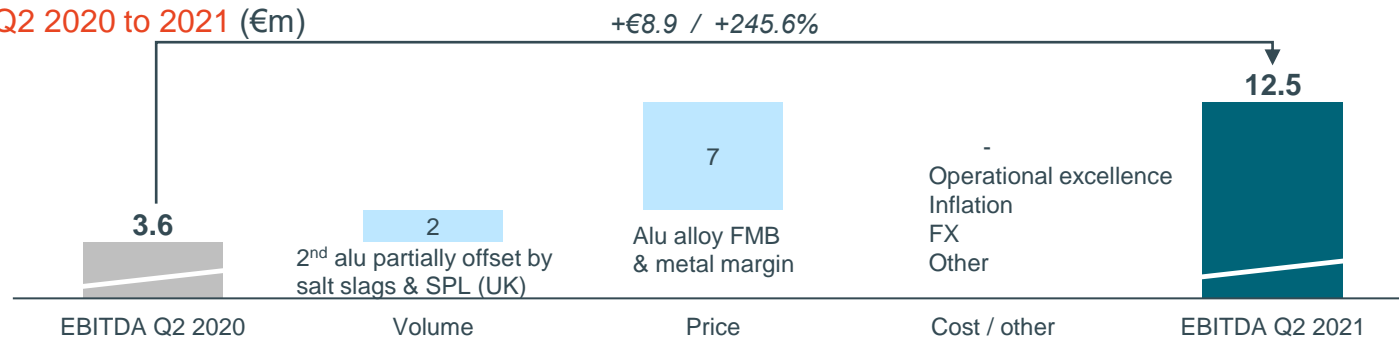 Q2 2020 to 2021 (€m)
+€8.9 / +245.6%
12.5
3.6
2
2nd alu partially offset by
salt slags & SPL (UK)
7
Alu alloy FMB
& metal margin
-
Operational excellence
Inflation
FX
Other
EBITDA Q2 2020
Volume
Price
Cost / other
EBITDA Q2 2021